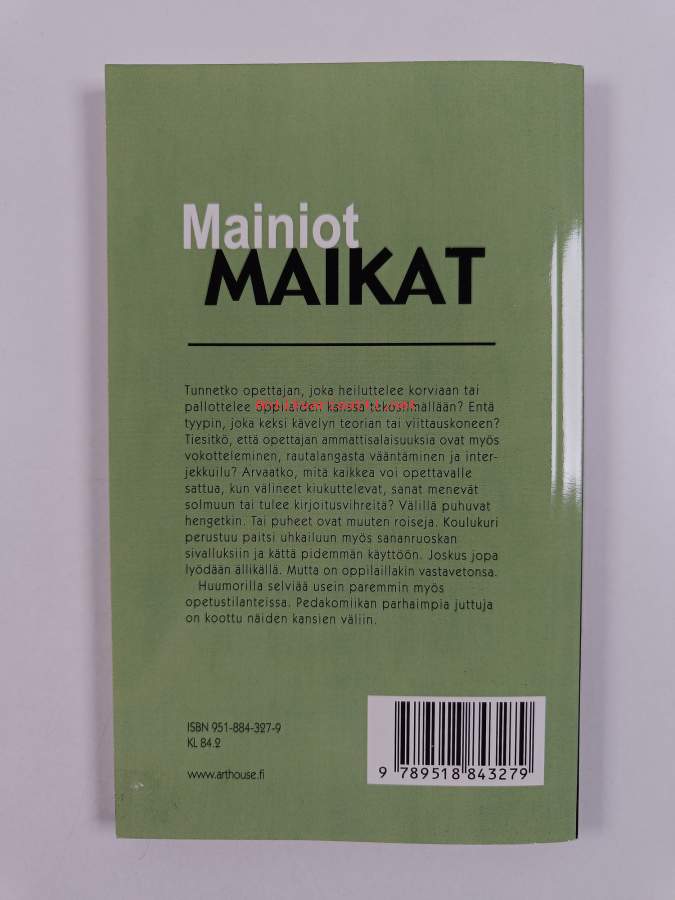 Mainiot
MAIKAT
Tunnetko opettajan, joka heiluttelee korviaan tai
pallottelee oppilaiden kanssa tekosilmällään? Entä
tyypin, joka keksi kävelyn teorian tai viittauskoneen?
Tiesitkö, että opettajan ammattisalaisuuksia ovat myös
vokotteleminen, rautalangasta vääntäminen ja inter-
jekkuilu? Arvaatko, mitä kaikkea voi opettavalle
sattua, kun välineet kiukuttelevat, sanat menevät
solmuun tai tulee kirjoitusvihreitä? Välillä puhuvat
hengetkin. Tai puheet ovat muuten roiseja. Koulukuri
perustuu paitsi uhkailuun myös sananruoskan
sivalluksiin ja kättä pidemmän käyttöön. Joskus jopa
lyödään ällikällä. Mutta on oppilaillakin vastavetonsa.
Huumorilla selviää usein paremmin myös
opetustilanteissa. Pedakomiikan parhaimpia juttuja
on koottu näiden kansien väliin.
ISBN 951-884-327-9
KL 84.2
www.arthouse.fi
9 789518 843279